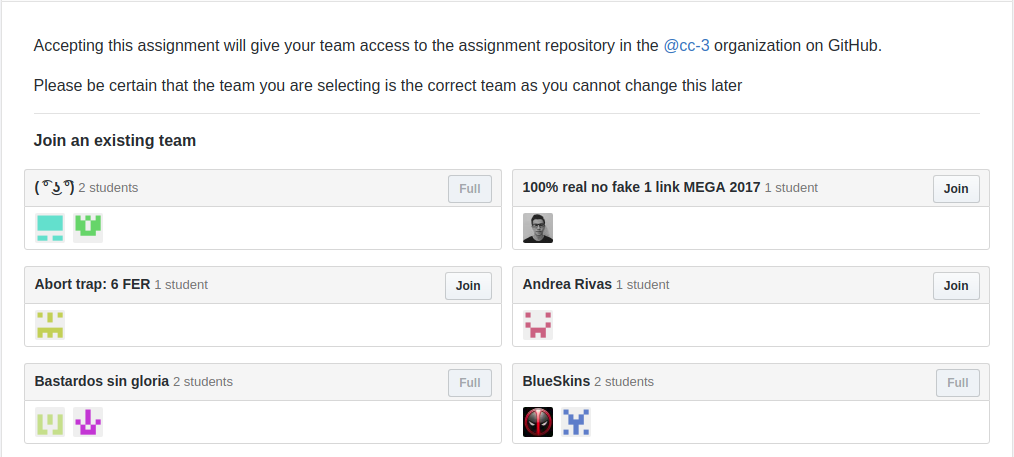 Accepting this assignment will give your team access to the assignment repository in the @cc-3 organization on GitHub.
Please be certain that the team you are selecting is the correct team as you cannot change this later
Join an existing team
( ͡° ͜ʖ ͡°) 2 students Full
100% real no fake 1 link MEGA 2017 1 student Join
Abort trap: 6 FER 1 student Join
Andrea Rivas 1 student Join
Bastardos sin gloria 2 students Full
BlueSkins 2 students Full